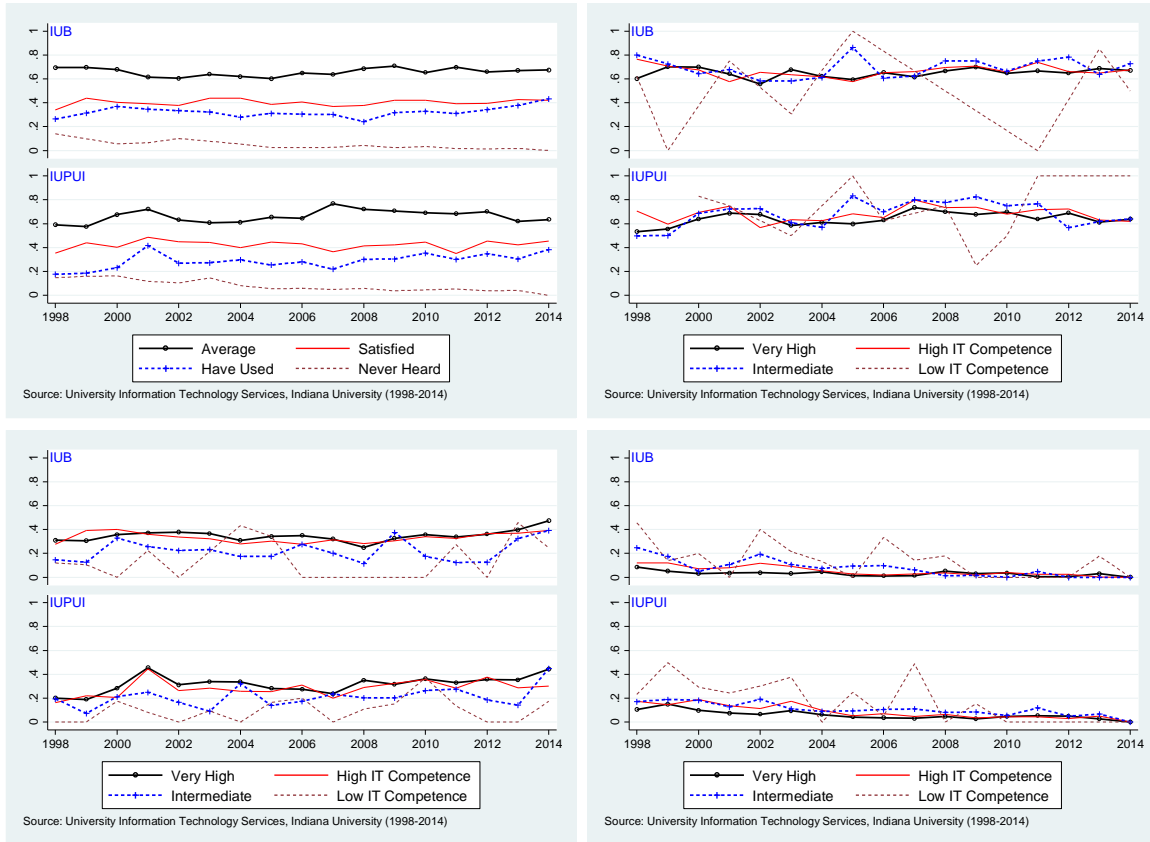 IUB
1
.8
.6
.4
.2
0
IUPUI
1
.8
.6
.4
.2
0
1998 2000 2002 2004 2006 2008 2010 2012 2014
Average Satisfied
Have Used Never Heard
Source: University Information Technology Services, Indiana University (1998-2014)
IUB
1
.8
.6
.4
.2
0
IUPUI
1
.8
.6
.4
.2
0
1998 2000 2002 2004 2006 2008 2010 2012 2014
Very High High IT Competence
Intermediate Low IT Competence
Source: University Information Technology Services, Indiana University (1998-2014)
IUB
1
.8
.6
.4
.2
0
IUPUI
1
.8
.6
.4
.2
0
1998 2000 2002 2004 2006 2008 2010 2012 2014
Very High High IT Competence
Intermediate Low IT Competence
Source: University Information Technology Services, Indiana University (1998-2014)
IUB
1
.8
.6
.4
.2
0
IUPUI
1
.8
.6
.4
.2
0
1998 2000 2002 2004 2006 2008 2010 2012 2014
Very High High IT Competence
Intermediate Low IT Competence
Source: University Information Technology Services, Indiana University (1998-2014)